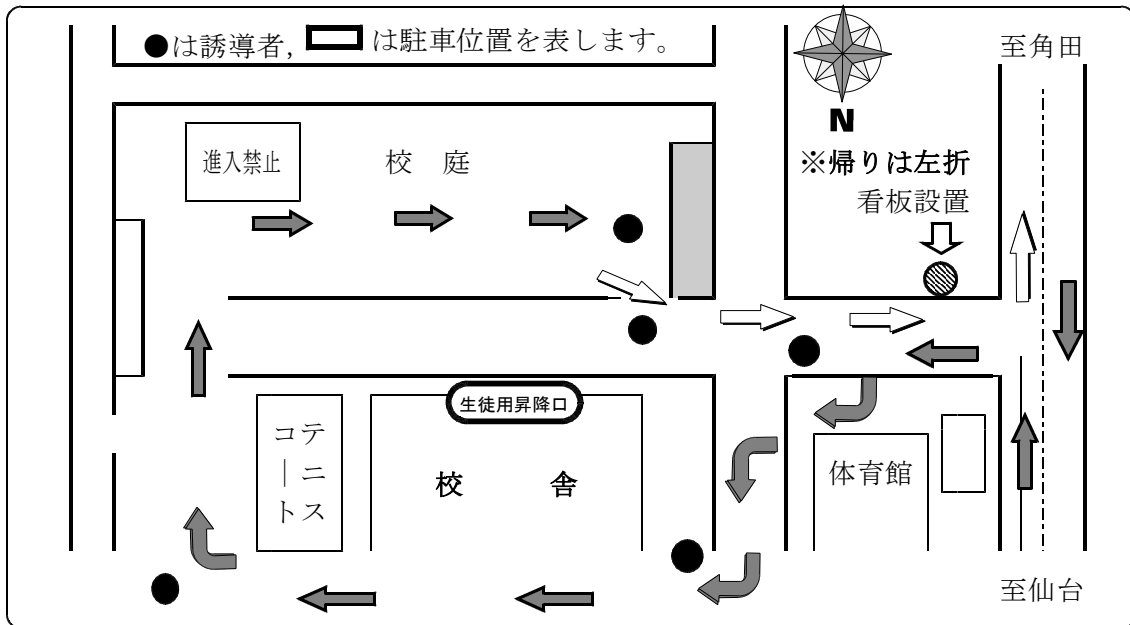 ●は誘導者，　　は駐車位置を表します。
至角田
N
進入禁止
校　庭
※帰りは左折
看板設置
生徒用昇降口
テニス
コート
校　舎
体育館
至仙台